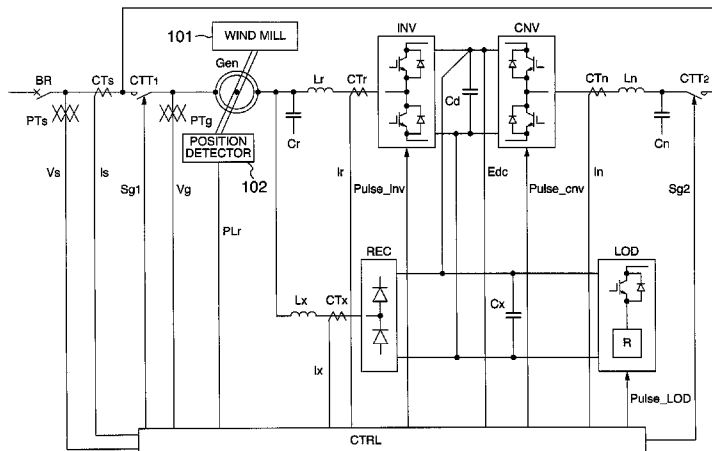 101
WIND MILL
INV
CNV
BR
CTs
CTT1
Gen
Lr
CTr
CTn
Ln
CTT2
PTs
PTg
Cd
POSITION
DETECTOR
Cr
Cn
102
Vs
Is
Sg1
Vg
PLr
Ir
Pulse_Inv
Edc
Pulse_cnv
In
Sg2
REC
LOD
Lx
CTx
Cx
R
Ix
Pulse_LOD
CTRL